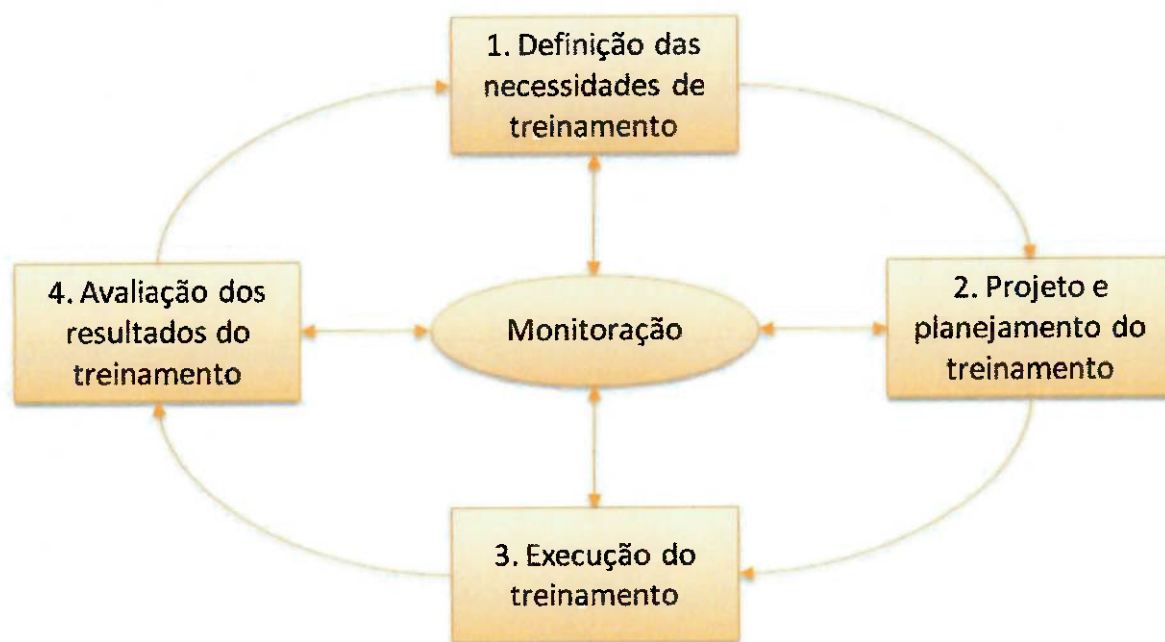 1. Definição das
necessidades de
treinamento
4. Avaliação dos
resultados do
treinamento
Monitoração
2. Projeto e
planejamento do
treinamento
3. Execução do
treinamento